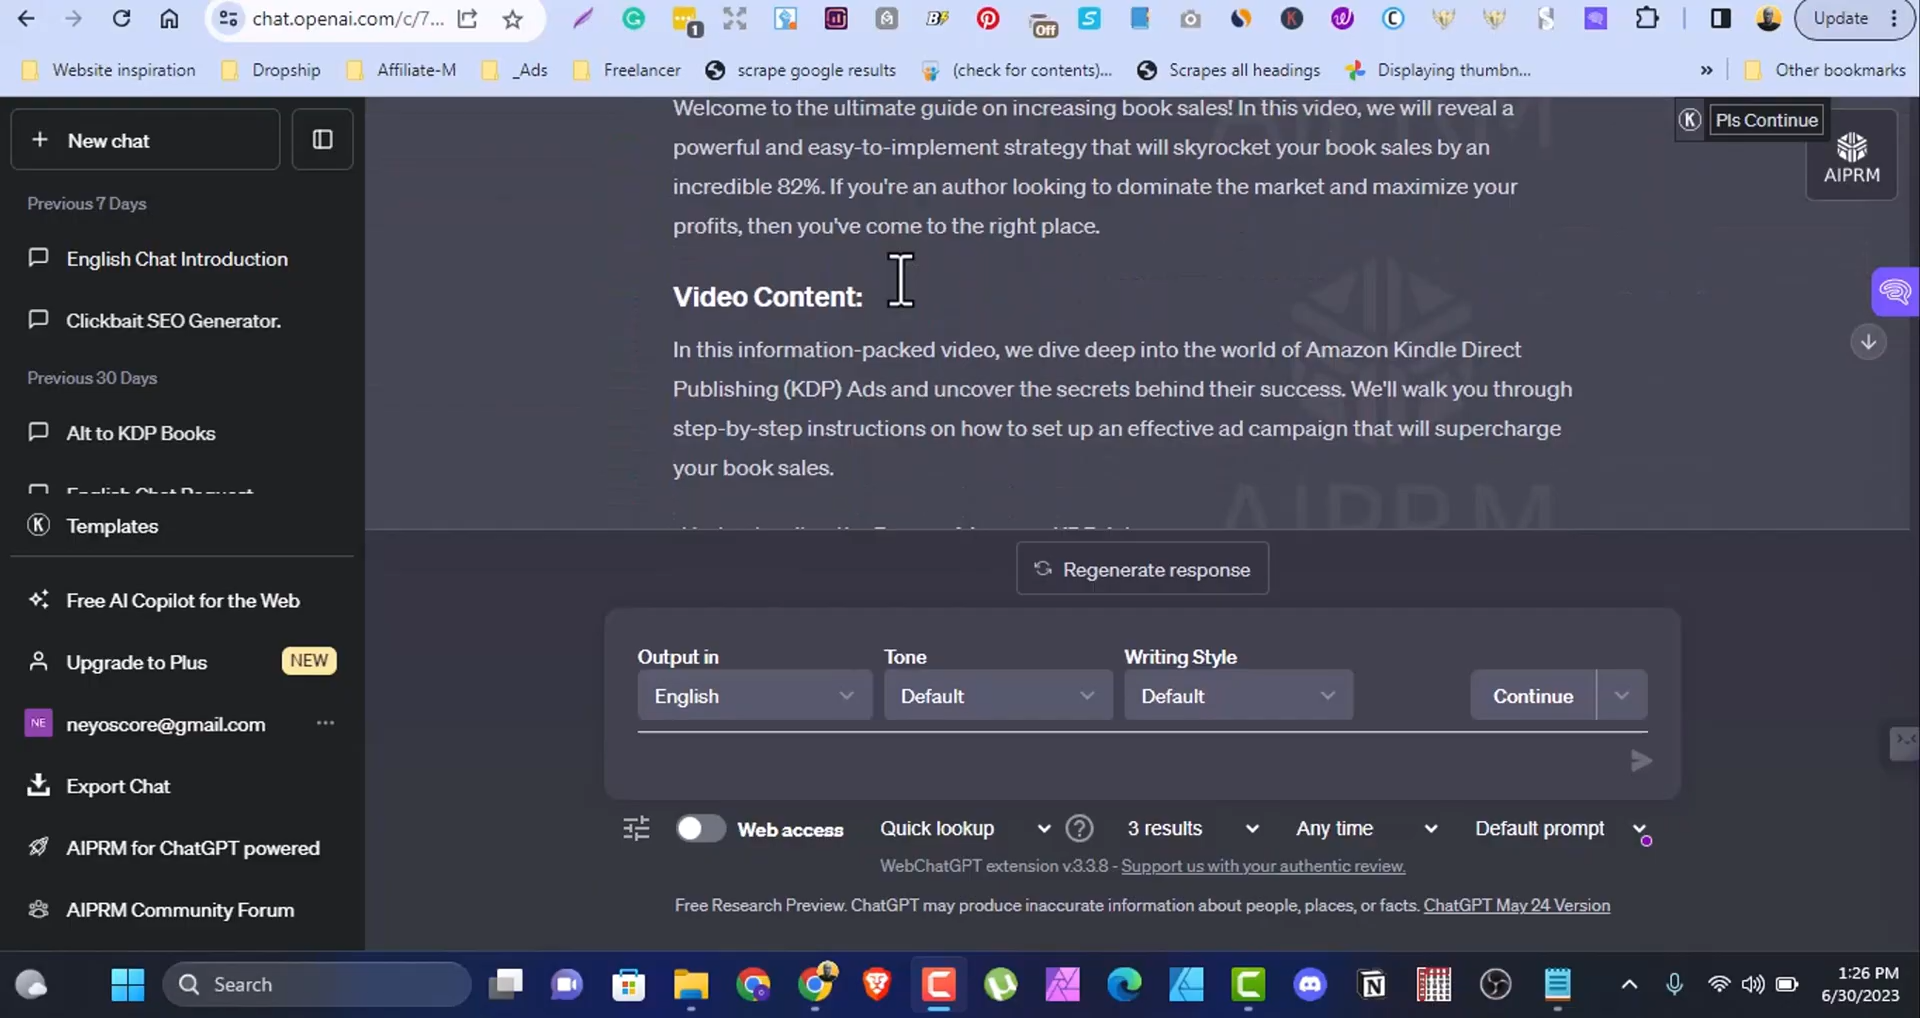 chat.openai.com/c/7...
1
Off
Update
Website inspiration
Dropship
Affiliate-M
_Ads
Freelancer
scrape google results
(check for contents)...
Scrapes all headings
Displaying thumbn...
»
Other bookmarks
New chat
Previous 7 Days
English Chat Introduction
Clickbait SEO Generator.
Previous 30 Days
Alt to KDP Books
English Chat Request
Templates
Free AI Copilot for the Web
Upgrade to Plus
NEW
NE
neyoscore@gmail.com
Export Chat
AIPRM for ChatGPT powered
AIPRM Community Forum
Welcome to the ultimate guide on increasing book sales! In this video, we will reveal a
powerful and easy-to-implement strategy that will skyrocket your book sales by an
incredible 82%. If you're an author looking to dominate the market and maximize your
profits, then you've come to the right place.
Video Content:
In this information-packed video, we dive deep into the world of Amazon Kindle Direct
Publishing (KDP) Ads and uncover the secrets behind their success. We'll walk you through
step-by-step instructions on how to set up an effective ad campaign that will supercharge
your book sales.
K
Pls Continue
AIPRM
AIPRM
Regenerate response
Output in
Tone
Writing Style
English
Default
Default
Continue
Web access
Quick lookup
3 results
Any time
Default prompt
WebChatGPT extension v.3.3.8 - Support us with your authentic review.
Free Research Preview. ChatGPT may produce inaccurate information about people, places, or facts. ChatGPT May 24 Version
Search
1:26 PM
6/30/2023